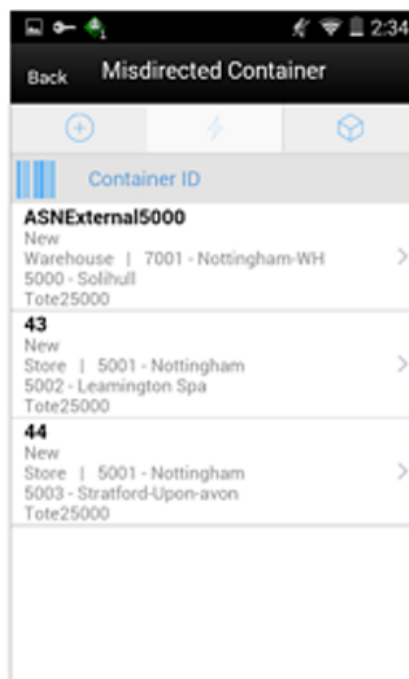 2:34
Back Misdirected Container
Container ID
ASNExternal5000
New
Warehouse | 7001 - Nottingham-WH
5000 - Solihull
Tote25000
43
New
Store | 5001 - Nottingham
5002 - Leamington Spa
Tote25000
44
New
Store | 5001 - Nottingham
5003 - Stratford-Upon-avon
Tote25000